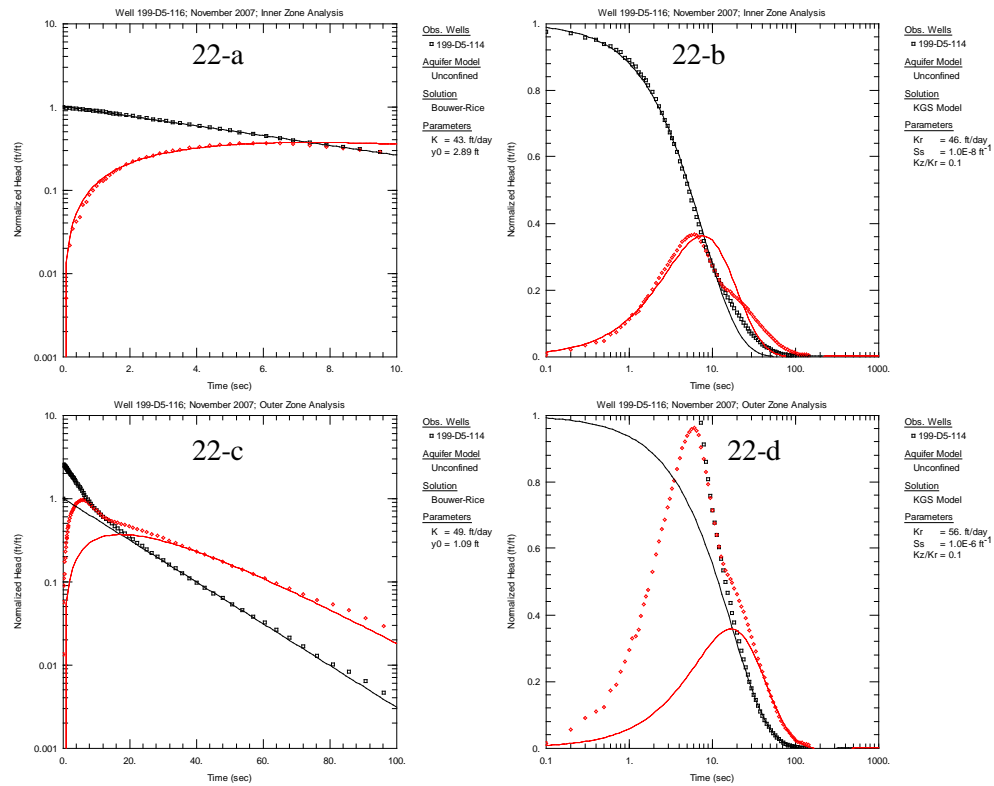 Well 199-D5-116; November 2007; Inner Zone Analysis
22-a
10.
1.
0.1
0.01
0.001
0.
2.
4.
6.
8.
10.
Time (sec)
Normalized Head (ft/ft)
Obs. Wells
199-D5-114
Aquifer Model
Unconfined
Solution
Bouwer-Rice
Parameters
K = 43. ft/day
y0 = 2.89 ft
Well 199-D5-116; November 2007; Inner Zone Analysis
22-b
1.
0.8
0.6
0.4
0.2
0.
0.1
1.
10.
100.
1000.
Time (sec)
Normalized Head (ft/ft)
Obs. Wells
199-D5-114
Aquifer Model
Unconfined
Solution
KGS Model
Parameters
Kr = 46. ft/day
Ss = 1.0E-8 ft-1
Kz/Kr = 0.1
Well 199-D5-116; November 2007; Outer Zone Analysis
22-c
10.
1.
0.1
0.01
0.001
0.
20.
40.
60.
80.
100.
Time (sec)
Normalized Head (ft/ft)
Obs. Wells
199-D5-114
Aquifer Model
Unconfined
Solution
Bouwer-Rice
Parameters
K = 49. ft/day
y0 = 1.09 ft
Well 199-D5-116; November 2007; Outer Zone Analysis
22-d
1.
0.8
0.6
0.4
0.2
0.
0.1
1.
10.
100.
1000.
Time (sec)
Normalized Head (ft/ft)
Obs. Wells
199-D5-114
Aquifer Model
Unconfined
Solution
KGS Model
Parameters
Kr = 56. ft/day
Ss = 1.0E-6 ft-1
Kz/Kr = 0.1